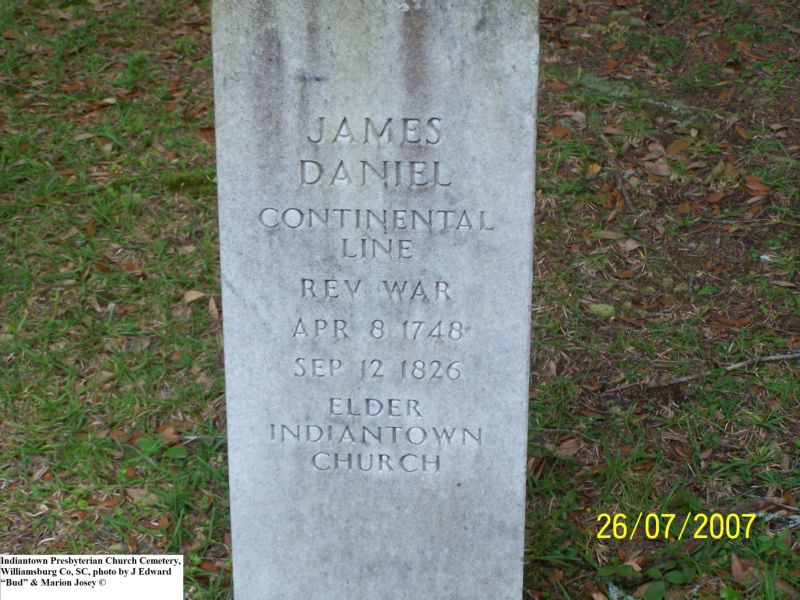 JAMES
DANIEL
CONTINENTAL
LINE
REV WAR
APR 8 1748
SEP 12 1826
ELDER
INDIANTOWN
CHURCH
26/07/2007
Indiantown Presbyterian Church Cemetery,
Williamsburg Co, SC, photo by J Edward
“Bud” & Marion Josey ©